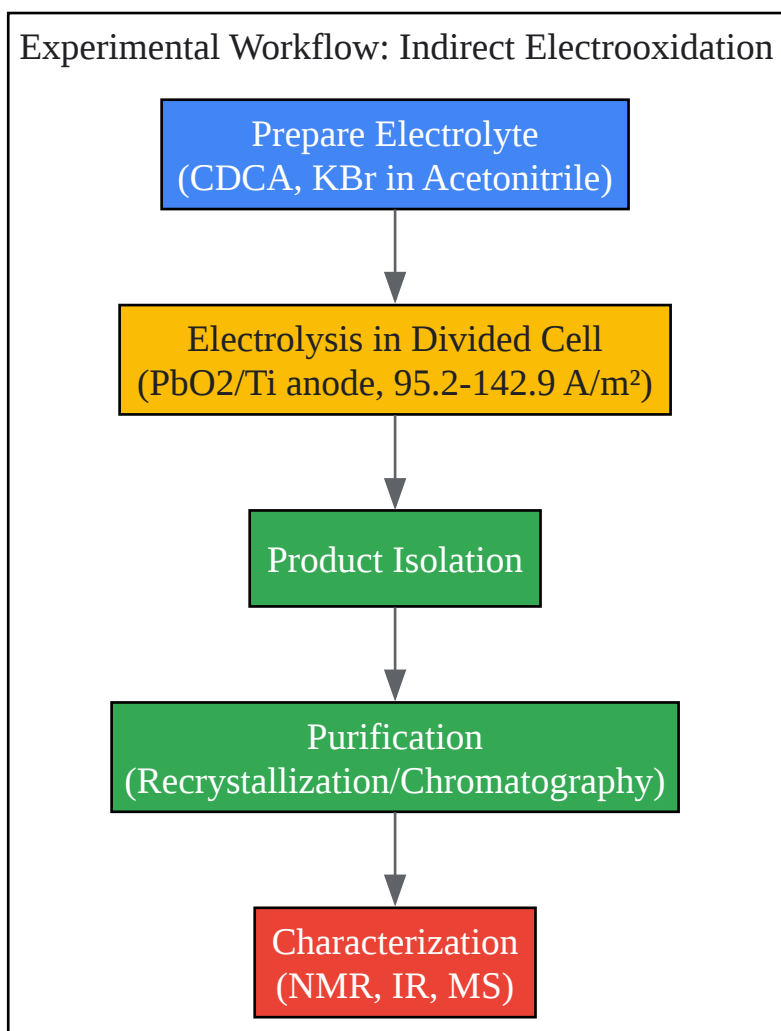 Experimental Workflow: Indirect Electrooxidation
Prepare Electrolyte
(CDCA, KBr in Acetonitrile)
Electrolysis in Divided Cell
(PbO2/Ti anode, 95.2-142.9 A/m²)
Product Isolation
Purification
(Recrystallization/Chromatography)
Characterization
(NMR, IR, MS)